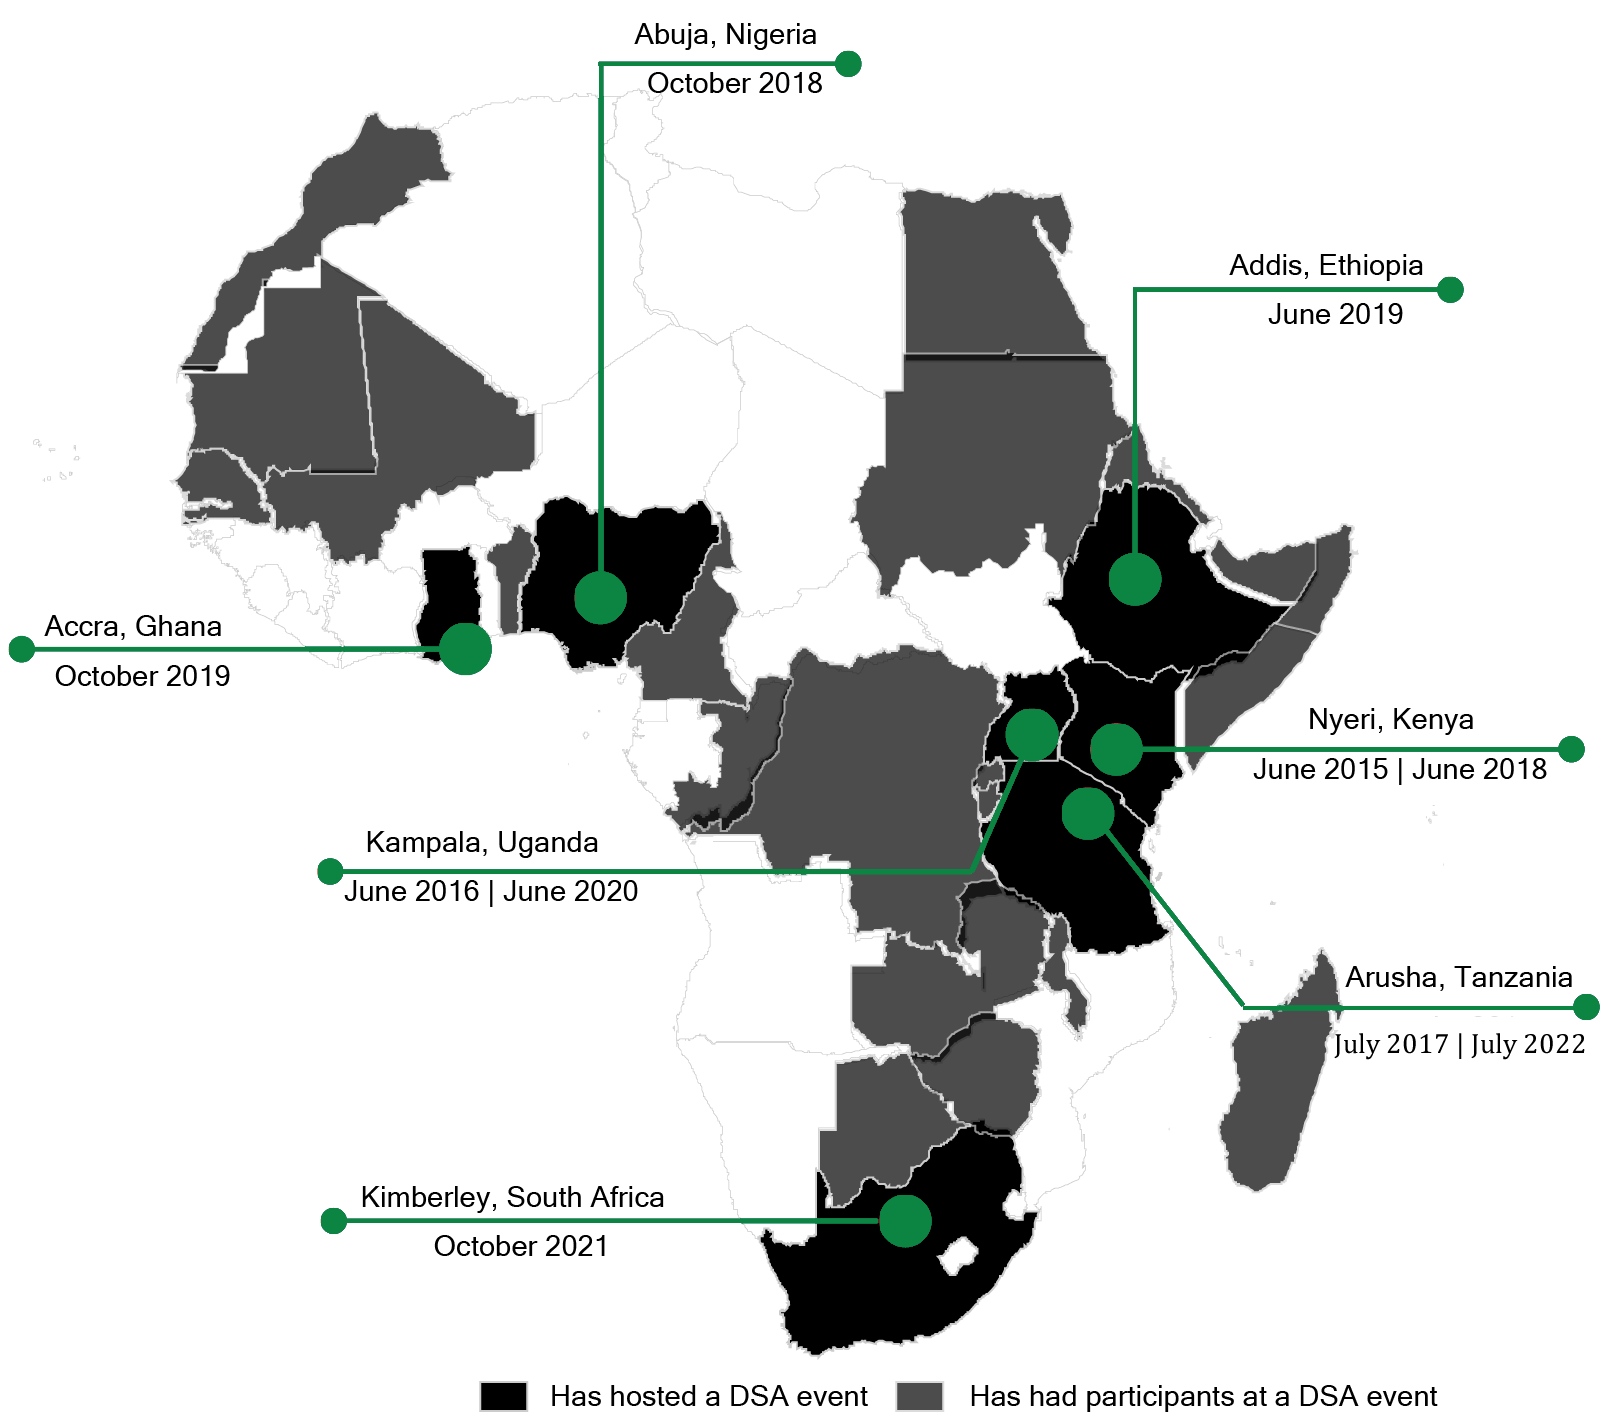 Abuja, Nigeria
October 2018
Addis, Ethiopia
June 2019
Accra, Ghana
October 2019
Nyeri, Kenya
June 2015 | June 2018
Kampala, Uganda
June 2016 | June 2020
Arusha, Tanzania
July 2017 | July 2022
Kimberley, South Africa
October 2021
Has hosted a DSA event
Has had participants at a DSA event